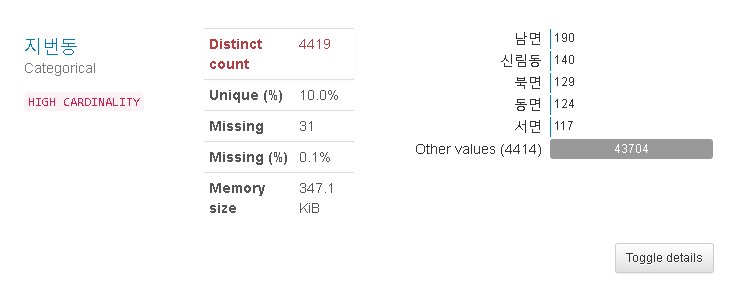 지번동
Categorical
HIGH CARDINALITY
Distinct count 4419
Unique (%) 10.0%
Missing 31
Missing (%) 0.1%
Memory size 347.1 KiB
남면 190
신림동 140
북면 129
동면 124
서면 117
Other values (4414) 43704
Toggle details